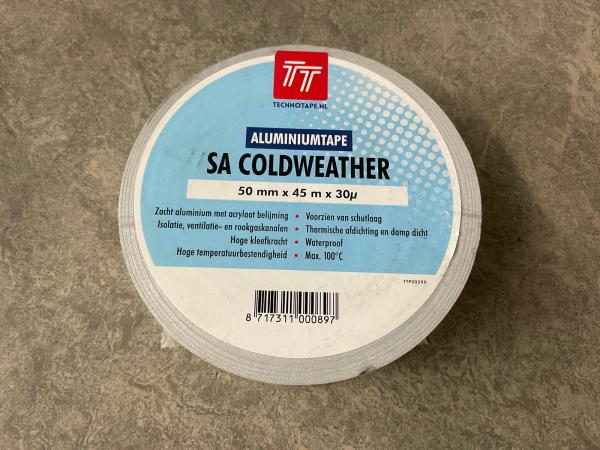 TT
TECHNOTAPE.NL
ALUMINIUMTAPE
SA COLDWEATHER
50 mm x 45 m x 30µ
Zacht aluminium met acrylaat belijming • Voorzien van schutlaag
Isolatie, ventilatie- en rookgaskanalen • Thermische afdichting en damp dicht
Hoge kleefkracht • Waterproof
Hoge temperatuurbestendigheid • Max. 100°C
TTP00290
8 717311 000897